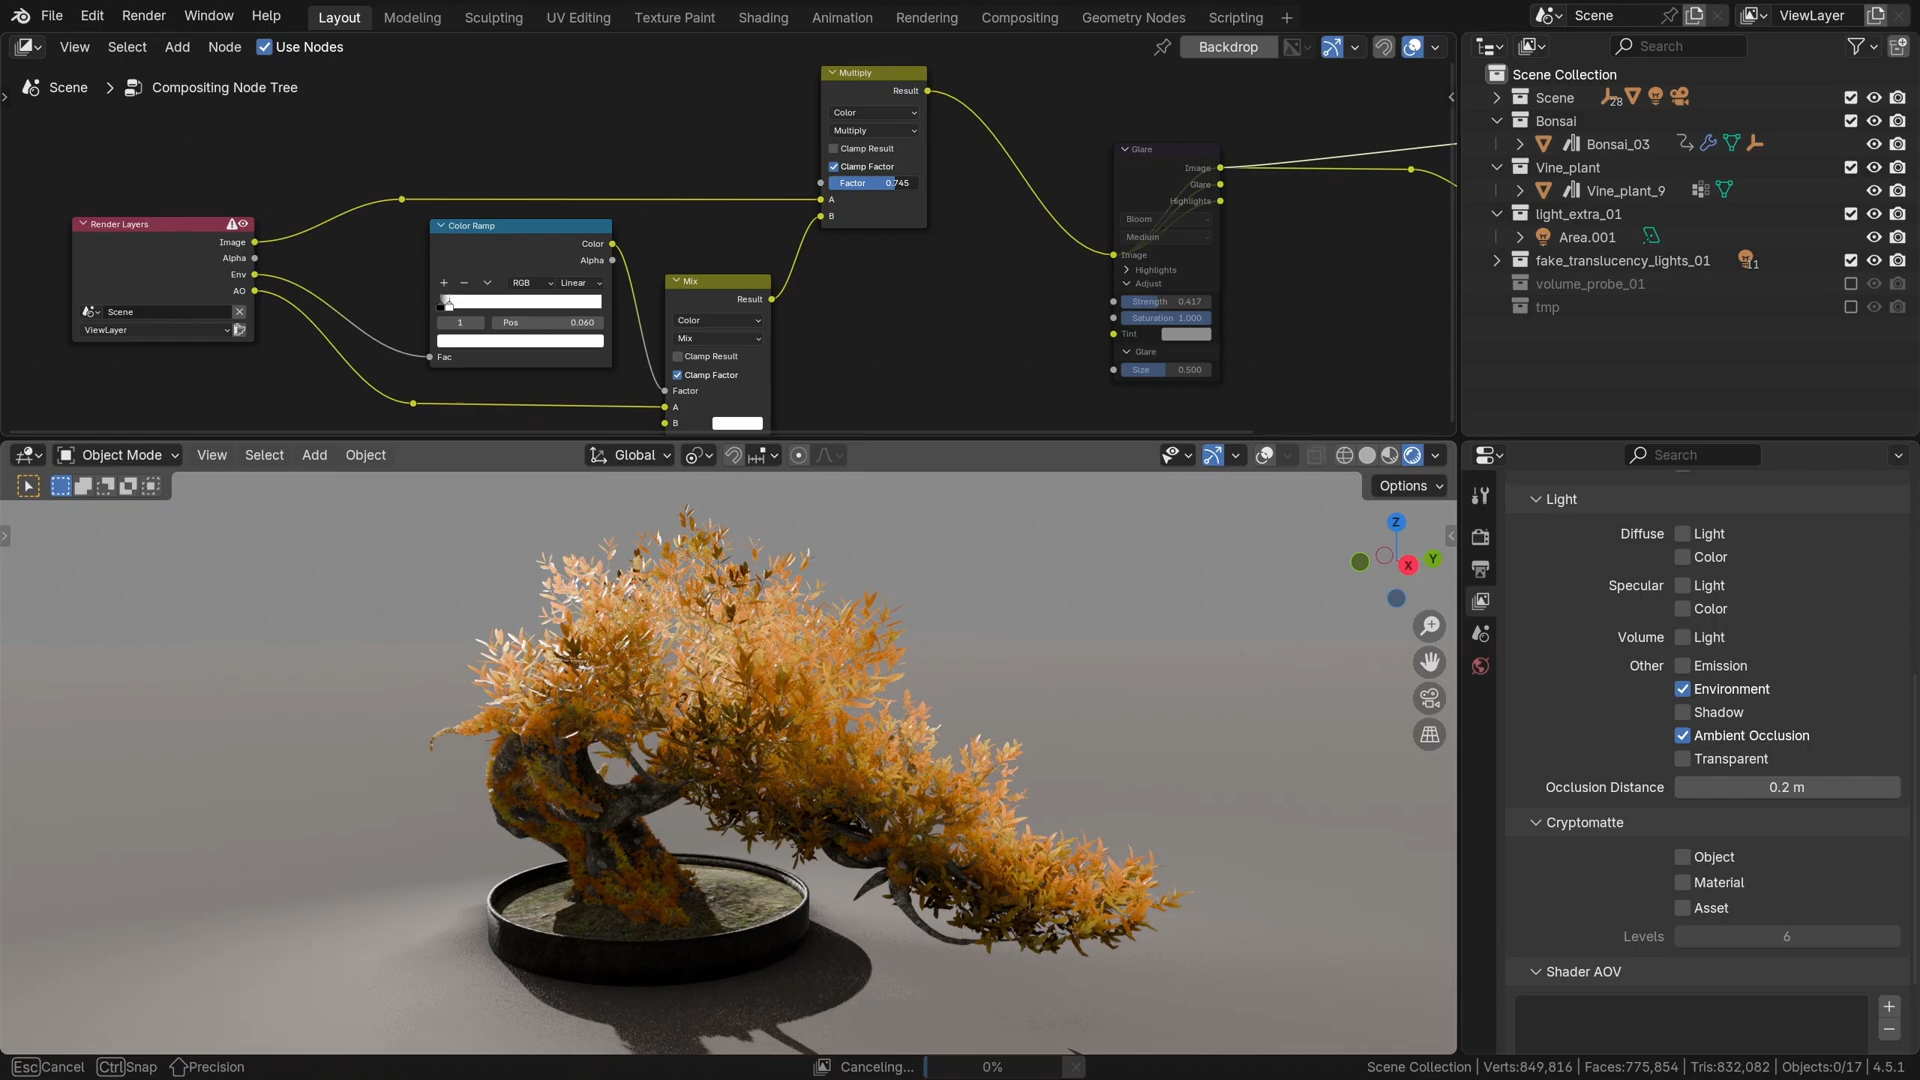 File Edit Render Window Help Layout Modeling Sculpting UV Editing Texture Paint Shading Animation Rendering Compositing Geometry Nodes Scripting + Scene ViewLayer
View Select Add Node Use Nodes Backdrop
Scene > Compositing Node Tree
Multiply
Result
Color
Multiply
Clamp Result
Clamp Factor
Factor 0.745
A
B
Render Layers
Image
Alpha
Env
AO
Scene
ViewLayer
Color Ramp
Color
Alpha
RGB Linear
1 Pos 0.060
Fac
Mix
Result
Color
Mix
Clamp Result
Clamp Factor
Factor
A
B
Glare
Image
Glare
Highlights
Bloom
Medium
Image
Highlights
Adjust
Strength 0.417
Saturation 1.000
Tint
Glare
Size 0.500
Search
Scene Collection
Scene 28
Bonsai
Bonsai_03
Vine_plant
Vine_plant_9
light_extra_01
Area.001
fake_translucency_lights_01 11
volume_probe_01
tmp
Object Mode View Select Add Object Global
Options
Z
Y
X
Search
Light
Diffuse Light
Color
Specular Light
Color
Volume Light
Other Emission
Environment
Shadow
Ambient Occlusion
Transparent
Occlusion Distance 0.2 m
Cryptomatte
Object
Material
Asset
Levels 6
Shader AOV
Esc Cancel Ctrl Snap Precision Canceling... 0% Scene Collection | Verts:849,816 | Faces:775,854 | Tris:832,082 | Objects:0/17 | 4.5.1